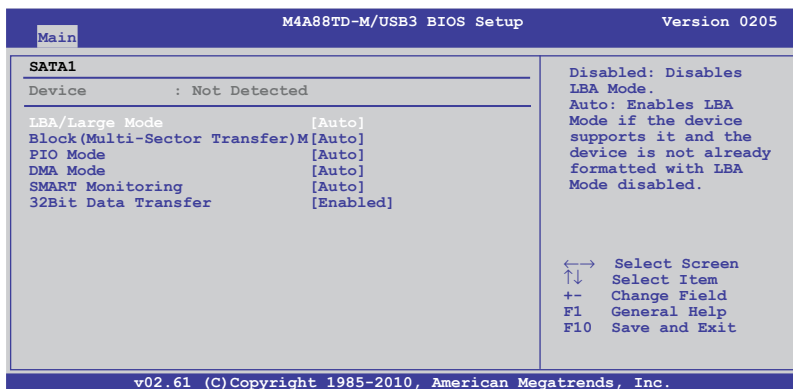 M4A88TD-M/USB3 BIOS Setup Version 0205
Main
SATA1
Device : Not Detected
LBA/Large Mode [Auto]
Block(Multi-Sector Transfer)M[Auto]
PIO Mode [Auto]
DMA Mode [Auto]
SMART Monitoring [Auto]
32Bit Data Transfer [Enabled]
Disabled: Disables
LBA Mode.
Auto: Enables LBA
Mode if the device
supports it and the
device is not already
formatted with LBA
Mode disabled.
←→ Select Screen
↑↓ Select Item
+- Change Field
F1 General Help
F10 Save and Exit
v02.61 (C)Copyright 1985-2010, American Megatrends, Inc.